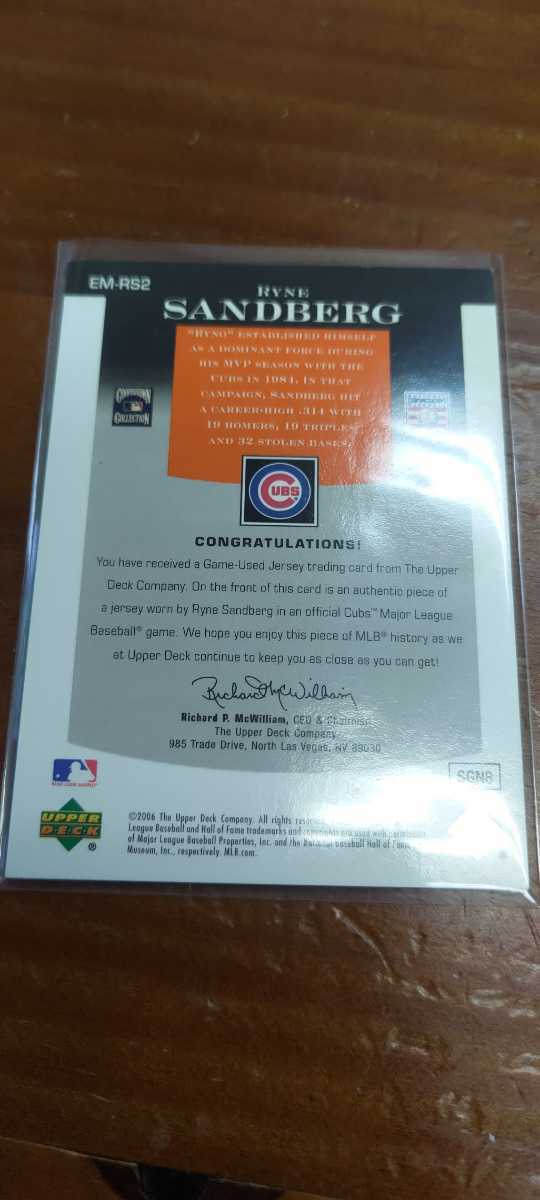 EM-RS2
RYNE
SANDBERG
"RYNO" ESTABLISHED HIMSELF
AS A DOMINANT FORCE DURING
HIS MVP SEASON WITH THE
CUBS IN 1984. IN THAT
CAMPAIGN, SANDBERG HIT
A CAREER-HIGH .314 WITH
19 HOMERS, 19 TRIPLES
AND 32 STOLEN BASES.
COOPERSTOWN
COLLECTION
CUBS
CONGRATULATIONS!
You have received a Game-Used Jersey trading card from The Upper
Deck Company. On the front of this card is an authentic piece of
a jersey worn by Ryne Sandberg in an official Cubs™ Major League
Baseball® game. We hope you enjoy this piece of MLB® history as we
at Upper Deck continue to keep you as close as you can get!
Richard P. McWilliam
Richard P. McWilliam, CEO & Chairman
The Upper Deck Company
985 Trade Drive, North Las Vegas, NV 89030
SGN8
UPPER
DECK
®
©2006 The Upper Deck Company. All rights reserved.
League Baseball and Hall of Fame trademarks and copyrights are used with permission
of Major League Baseball Properties, Inc. and the National Baseball Hall of Fame
Museum, Inc., respectively. MLB.com.